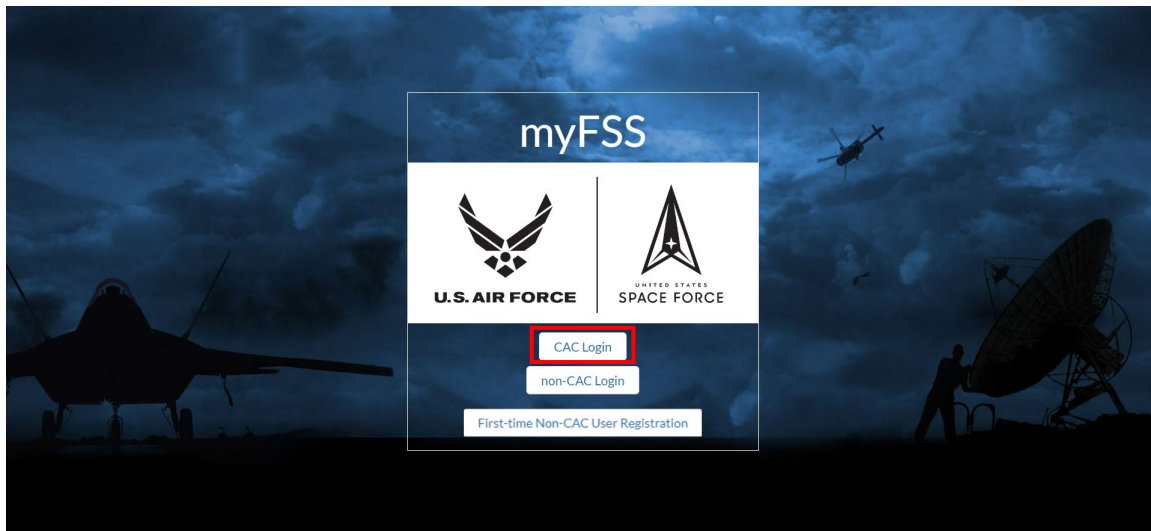 myFSS
U.S. AIR FORCE
UNITED STATES
SPACE FORCE
CAC Login
non-CAC Login
First-time Non-CAC User Registration